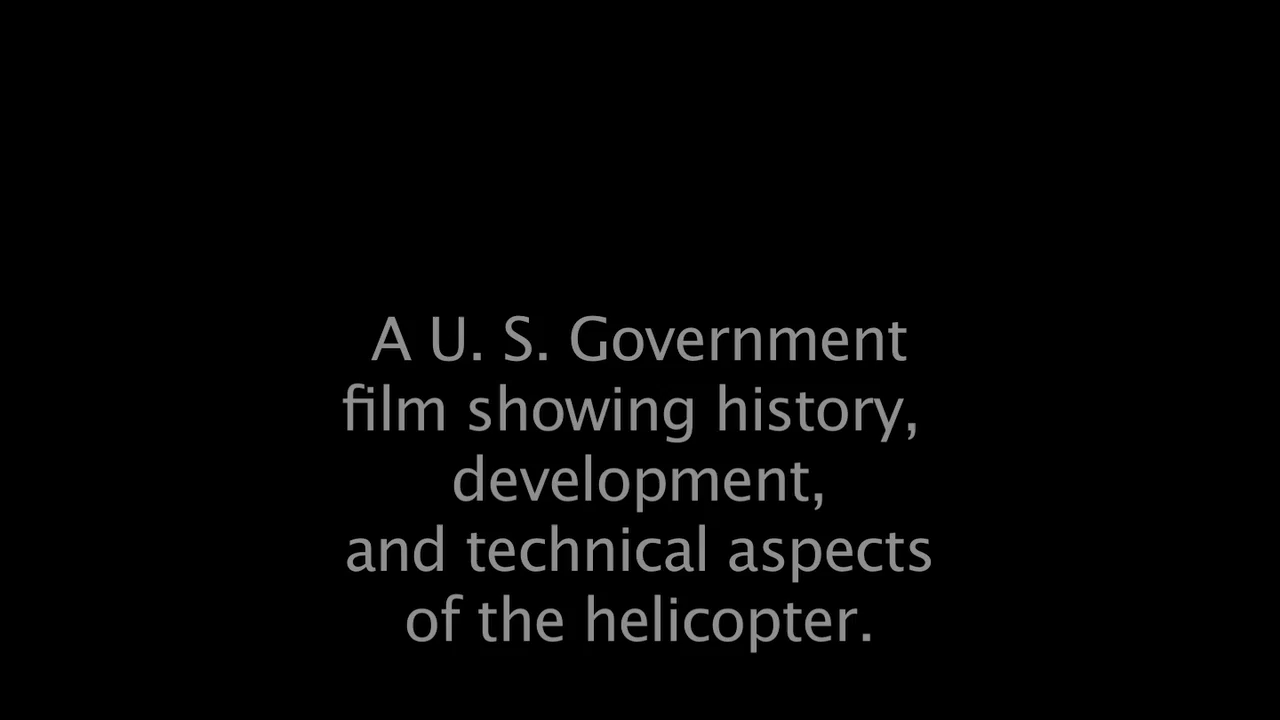 A U. S. Government
film showing history,
development,
and technical aspects
of the helicopter.